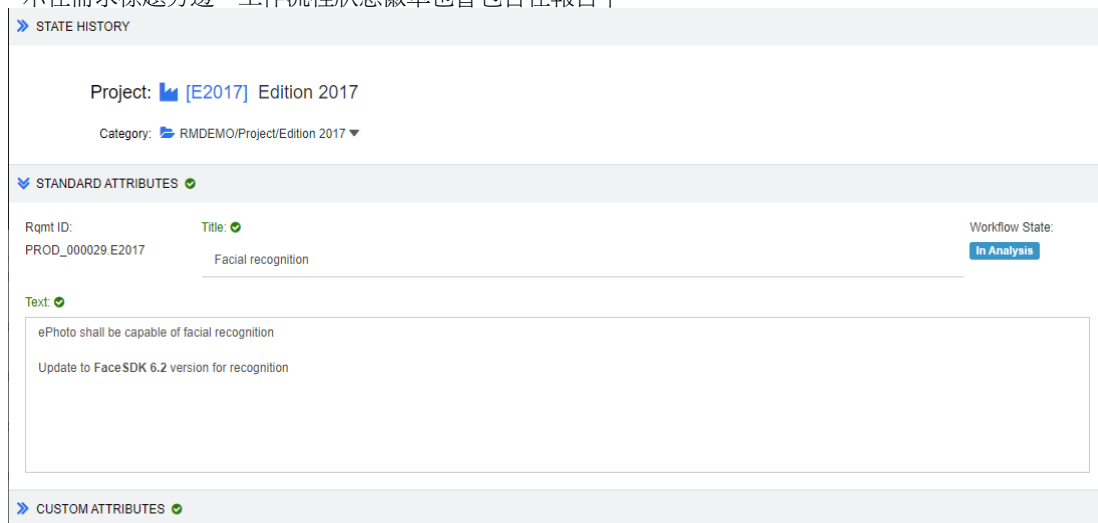 STATE HISTORY
Project: [E2017] Edition 2017
Category: RMDEMO/Project/Edition 2017
STANDARD ATTRIBUTES
Rqmt ID: Title: Workflow State:
PROD_000029.E2017 Facial recognition In Analysis
Text:
ePhoto shall be capable of facial recognition
Update to FaceSDK 6.2 version for recognition
CUSTOM ATTRIBUTES